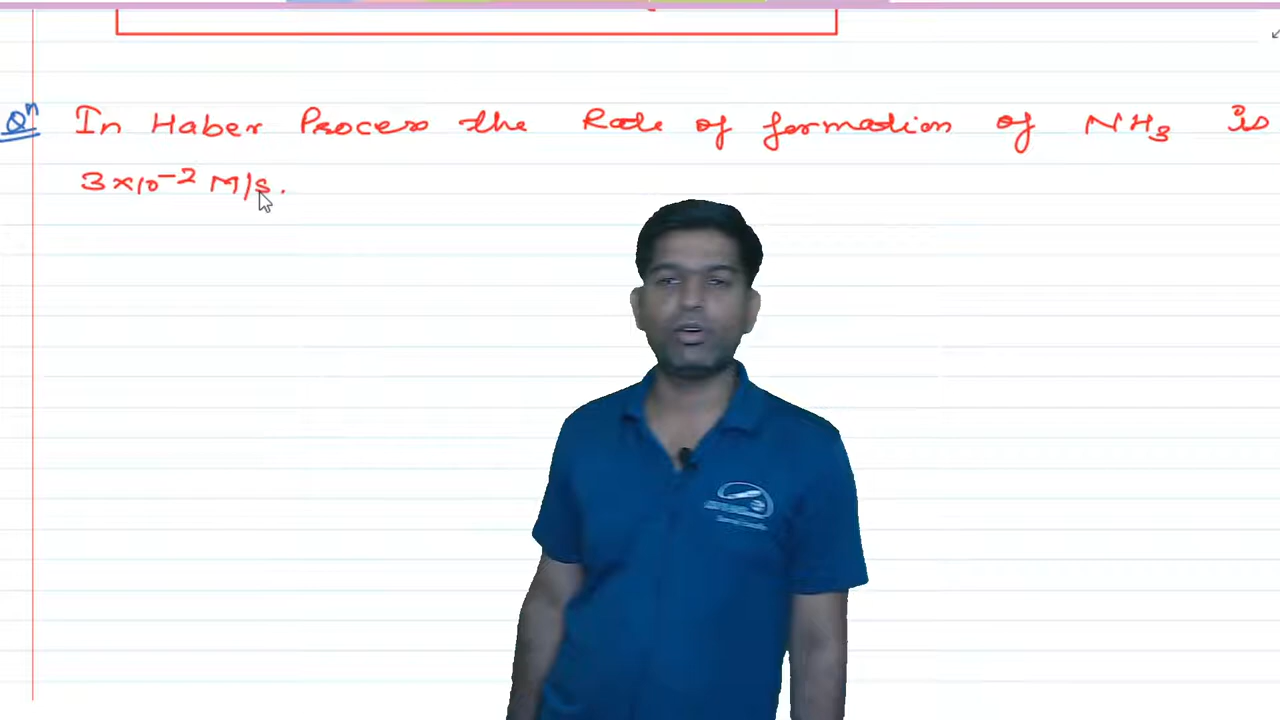 Qn In Haber Process the Rate of formation of NH3 is
3×10⁻² M/s.